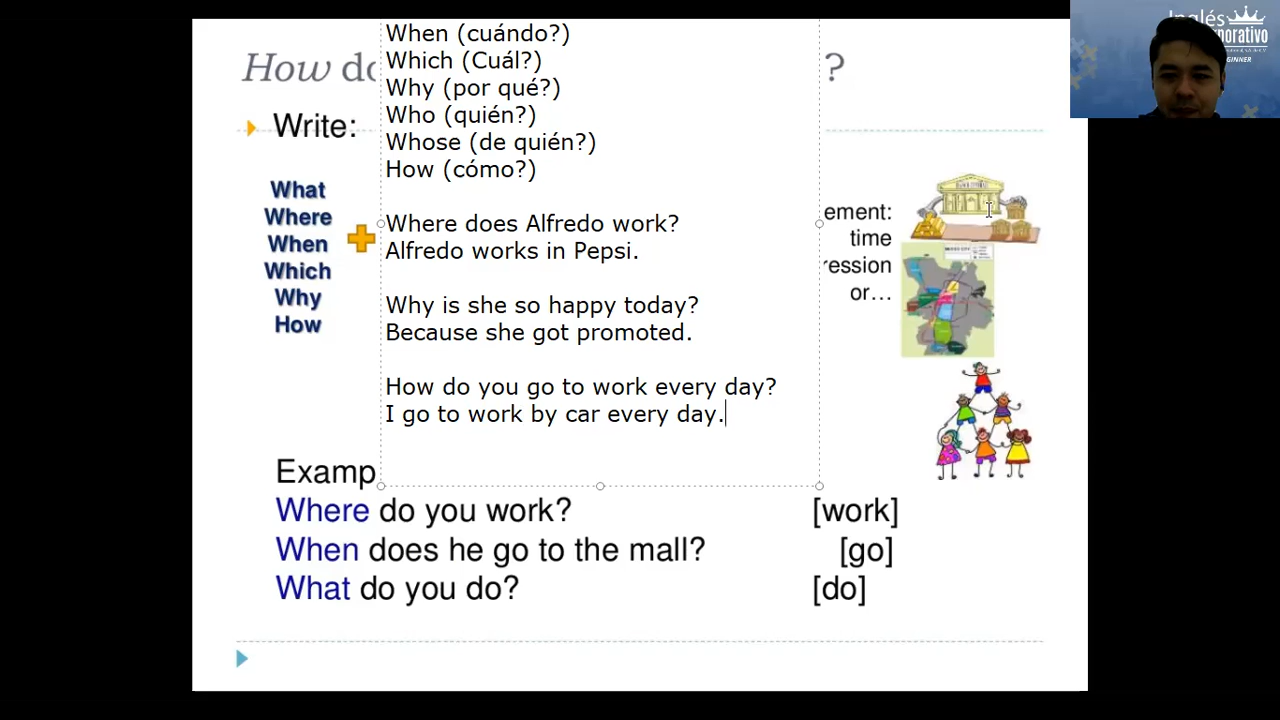 When (cuándo?)
Which (Cuál?)
Why (por qué?)
Who (quién?)
Whose (de quién?)
How (cómo?)
Where does Alfredo work?
Alfredo works in Pepsi.
Why is she so happy today?
Because she got promoted.
How do you go to work every day?
I go to work by car every day.
How do ?
Write:
What
Where
When
Which
Why
How
ement:
time
ression
or…
Examp
Where do you work? [work]
When does he go to the mall? [go]
What do you do? [do]
Inglés